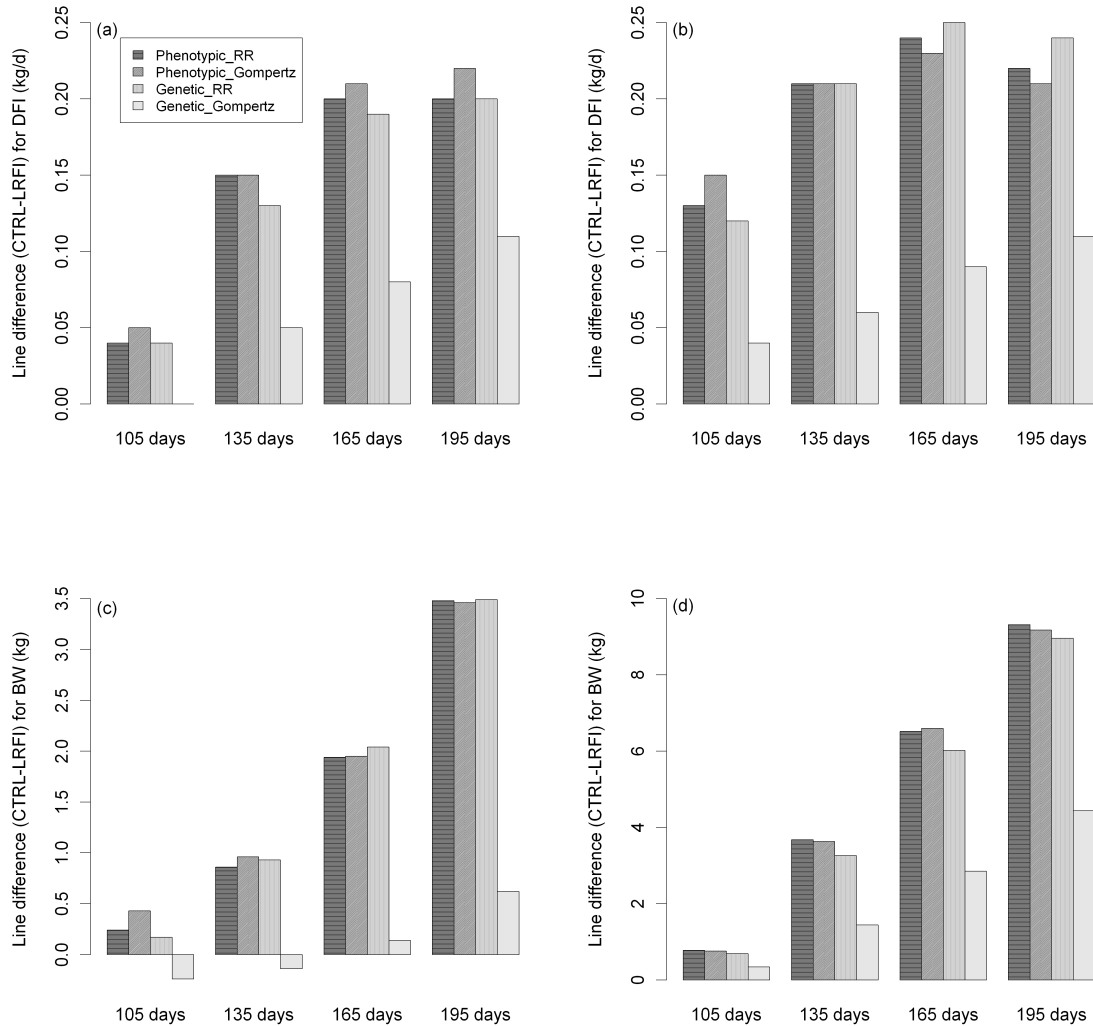 (a)
Phenotypic_RR
Phenotypic_Gompertz
Genetic_RR
Genetic_Gompertz
Line difference (CTRL-LRFI) for DFI (kg/d)
0.25
0.20
0.15
0.10
0.05
0.00
105 days 135 days 165 days 195 days
(b)
Line difference (CTRL-LRFI) for DFI (kg/d)
0.25
0.20
0.15
0.10
0.05
0.00
105 days 135 days 165 days 195 days
(c)
Line difference (CTRL-LRFI) for BW (kg)
3.5
3.0
2.5
2.0
1.5
1.0
0.5
0.0
105 days 135 days 165 days 195 days
(d)
Line difference (CTRL-LRFI) for BW (kg)
10
8
6
4
2
0
105 days 135 days 165 days 195 days